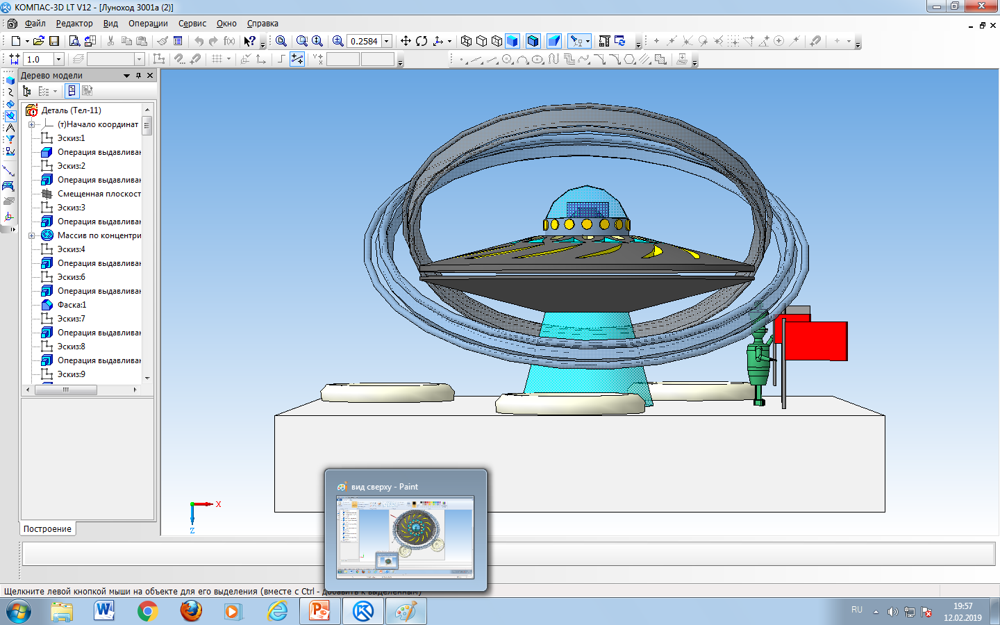 КОМПАС-3D LT V12 - [Луноход 3001а (2)]
Файл Редактор Вид Операции Сервис Окно Справка
0.2584
1.0
Дерево модели
Деталь (Тел-11)
(т)Начало координат
Эскиз:1
Операция выдавливан
Эскиз:2
Операция выдавливан
Смещенная плоскост
Эскиз:3
Операция выдавливан
Массив по концентри
Эскиз:4
Операция выдавливан
Эскиз:6
Операция выдавливан
Фаска:1
Эскиз:7
Операция выдавливан
Эскиз:8
Операция выдавливан
Эскиз:9
X
Z
Построение
вид сверху - Paint
Щелкните левой кнопкой мыши на объекте для его выделения (вместе с Ctrl - добавить к выделенным)
RU
19:57
12.02.2019